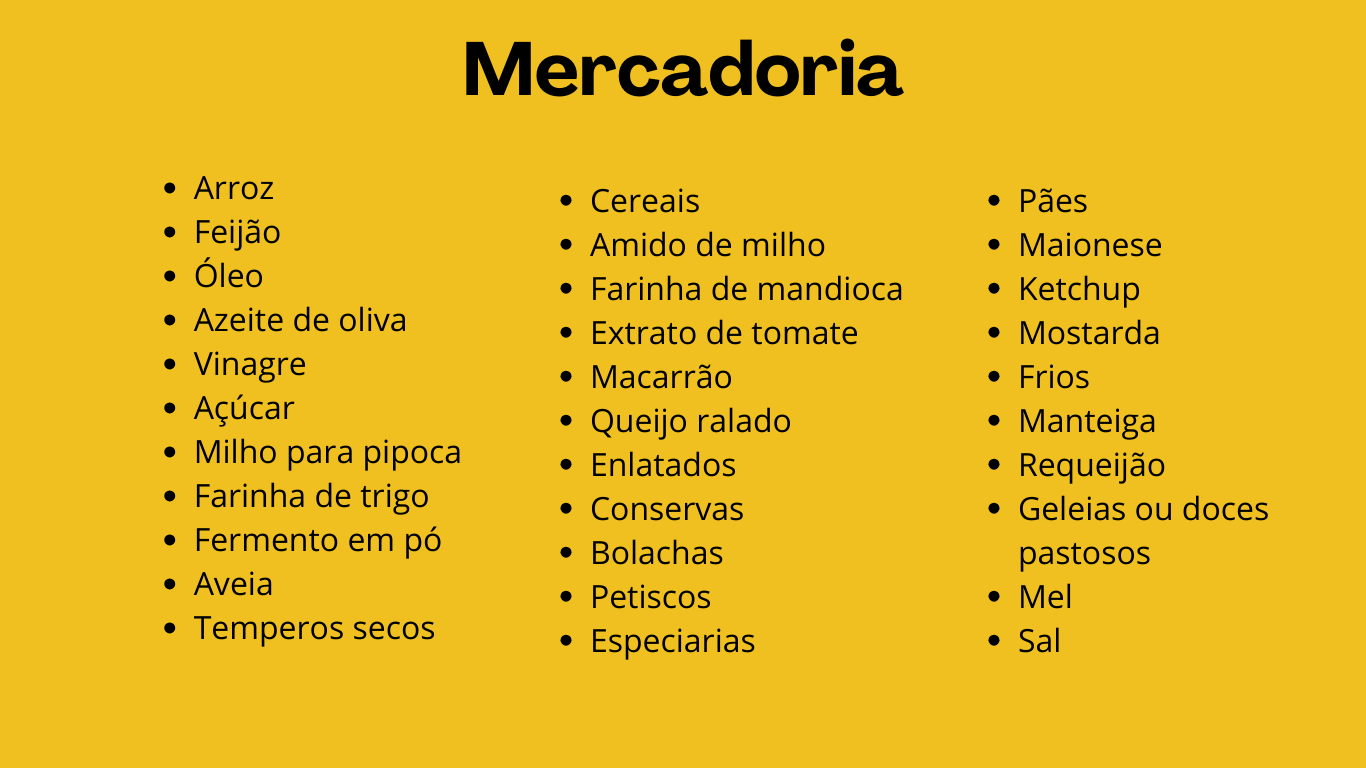 Mercadoria
• Arroz
• Feijão
• Óleo
• Azeite de oliva
• Vinagre
• Açúcar
• Milho para pipoca
• Farinha de trigo
• Fermento em pó
• Aveia
• Temperos secos
• Cereais
• Amido de milho
• Farinha de mandioca
• Extrato de tomate
• Macarrão
• Queijo ralado
• Enlatados
• Conservas
• Bolachas
• Petiscos
• Especiarias
• Pães
• Maionese
• Ketchup
• Mostarda
• Frios
• Manteiga
• Requeijão
• Geleias ou doces
pastosos
• Mel
• Sal